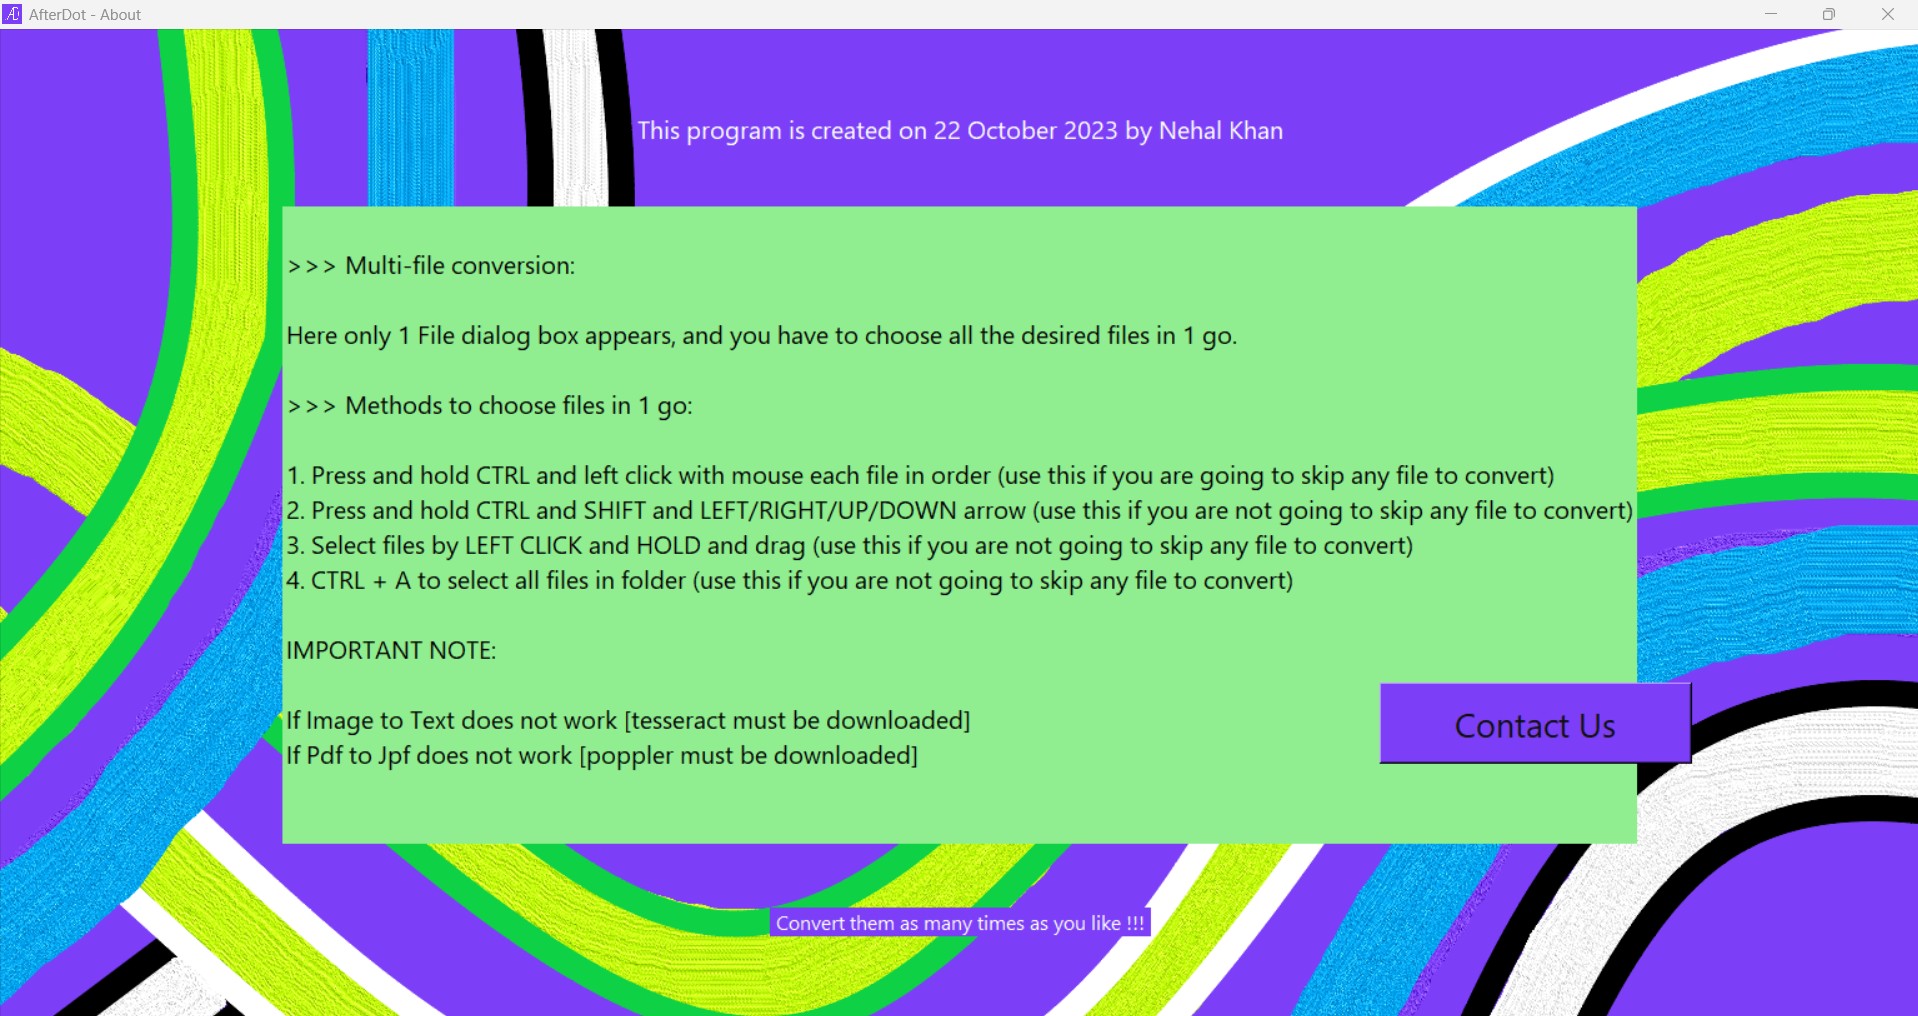 AfterDot - About
This program is created on 22 October 2023 by Nehal Khan
>>> Multi-file conversion:
Here only 1 File dialog box appears, and you have to choose all the desired files in 1 go.
>>> Methods to choose files in 1 go:
1. Press and hold CTRL and left click with mouse each file in order (use this if you are going to skip any file to convert)
2. Press and hold CTRL and SHIFT and LEFT/RIGHT/UP/DOWN arrow (use this if you are not going to skip any file to convert)
3. Select files by LEFT CLICK and HOLD and drag (use this if you are not going to skip any file to convert)
4. CTRL + A to select all files in folder (use this if you are not going to skip any file to convert)
IMPORTANT NOTE:
If Image to Text does not work [tesseract must be downloaded]
If Pdf to Jpf does not work [poppler must be downloaded]
Contact Us
Convert them as many times as you like !!!